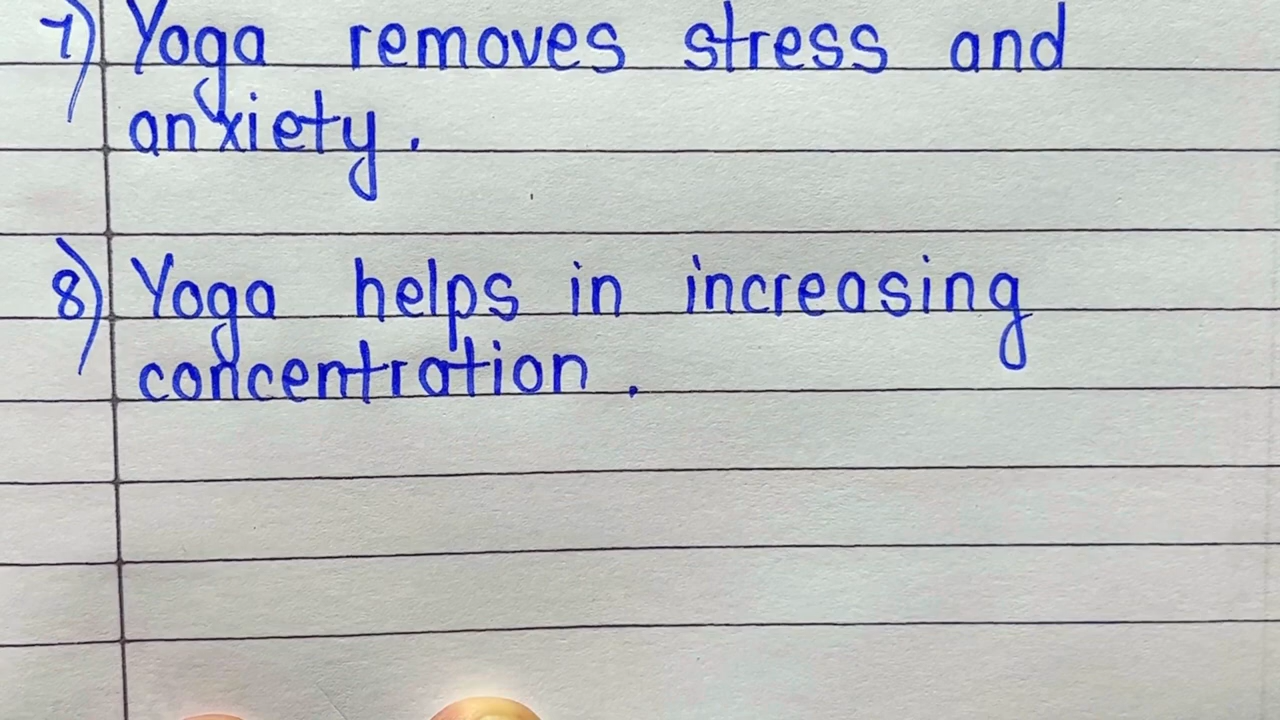 7) Yoga removes stress and
anxiety.
8) Yoga helps in increasing
concentration.